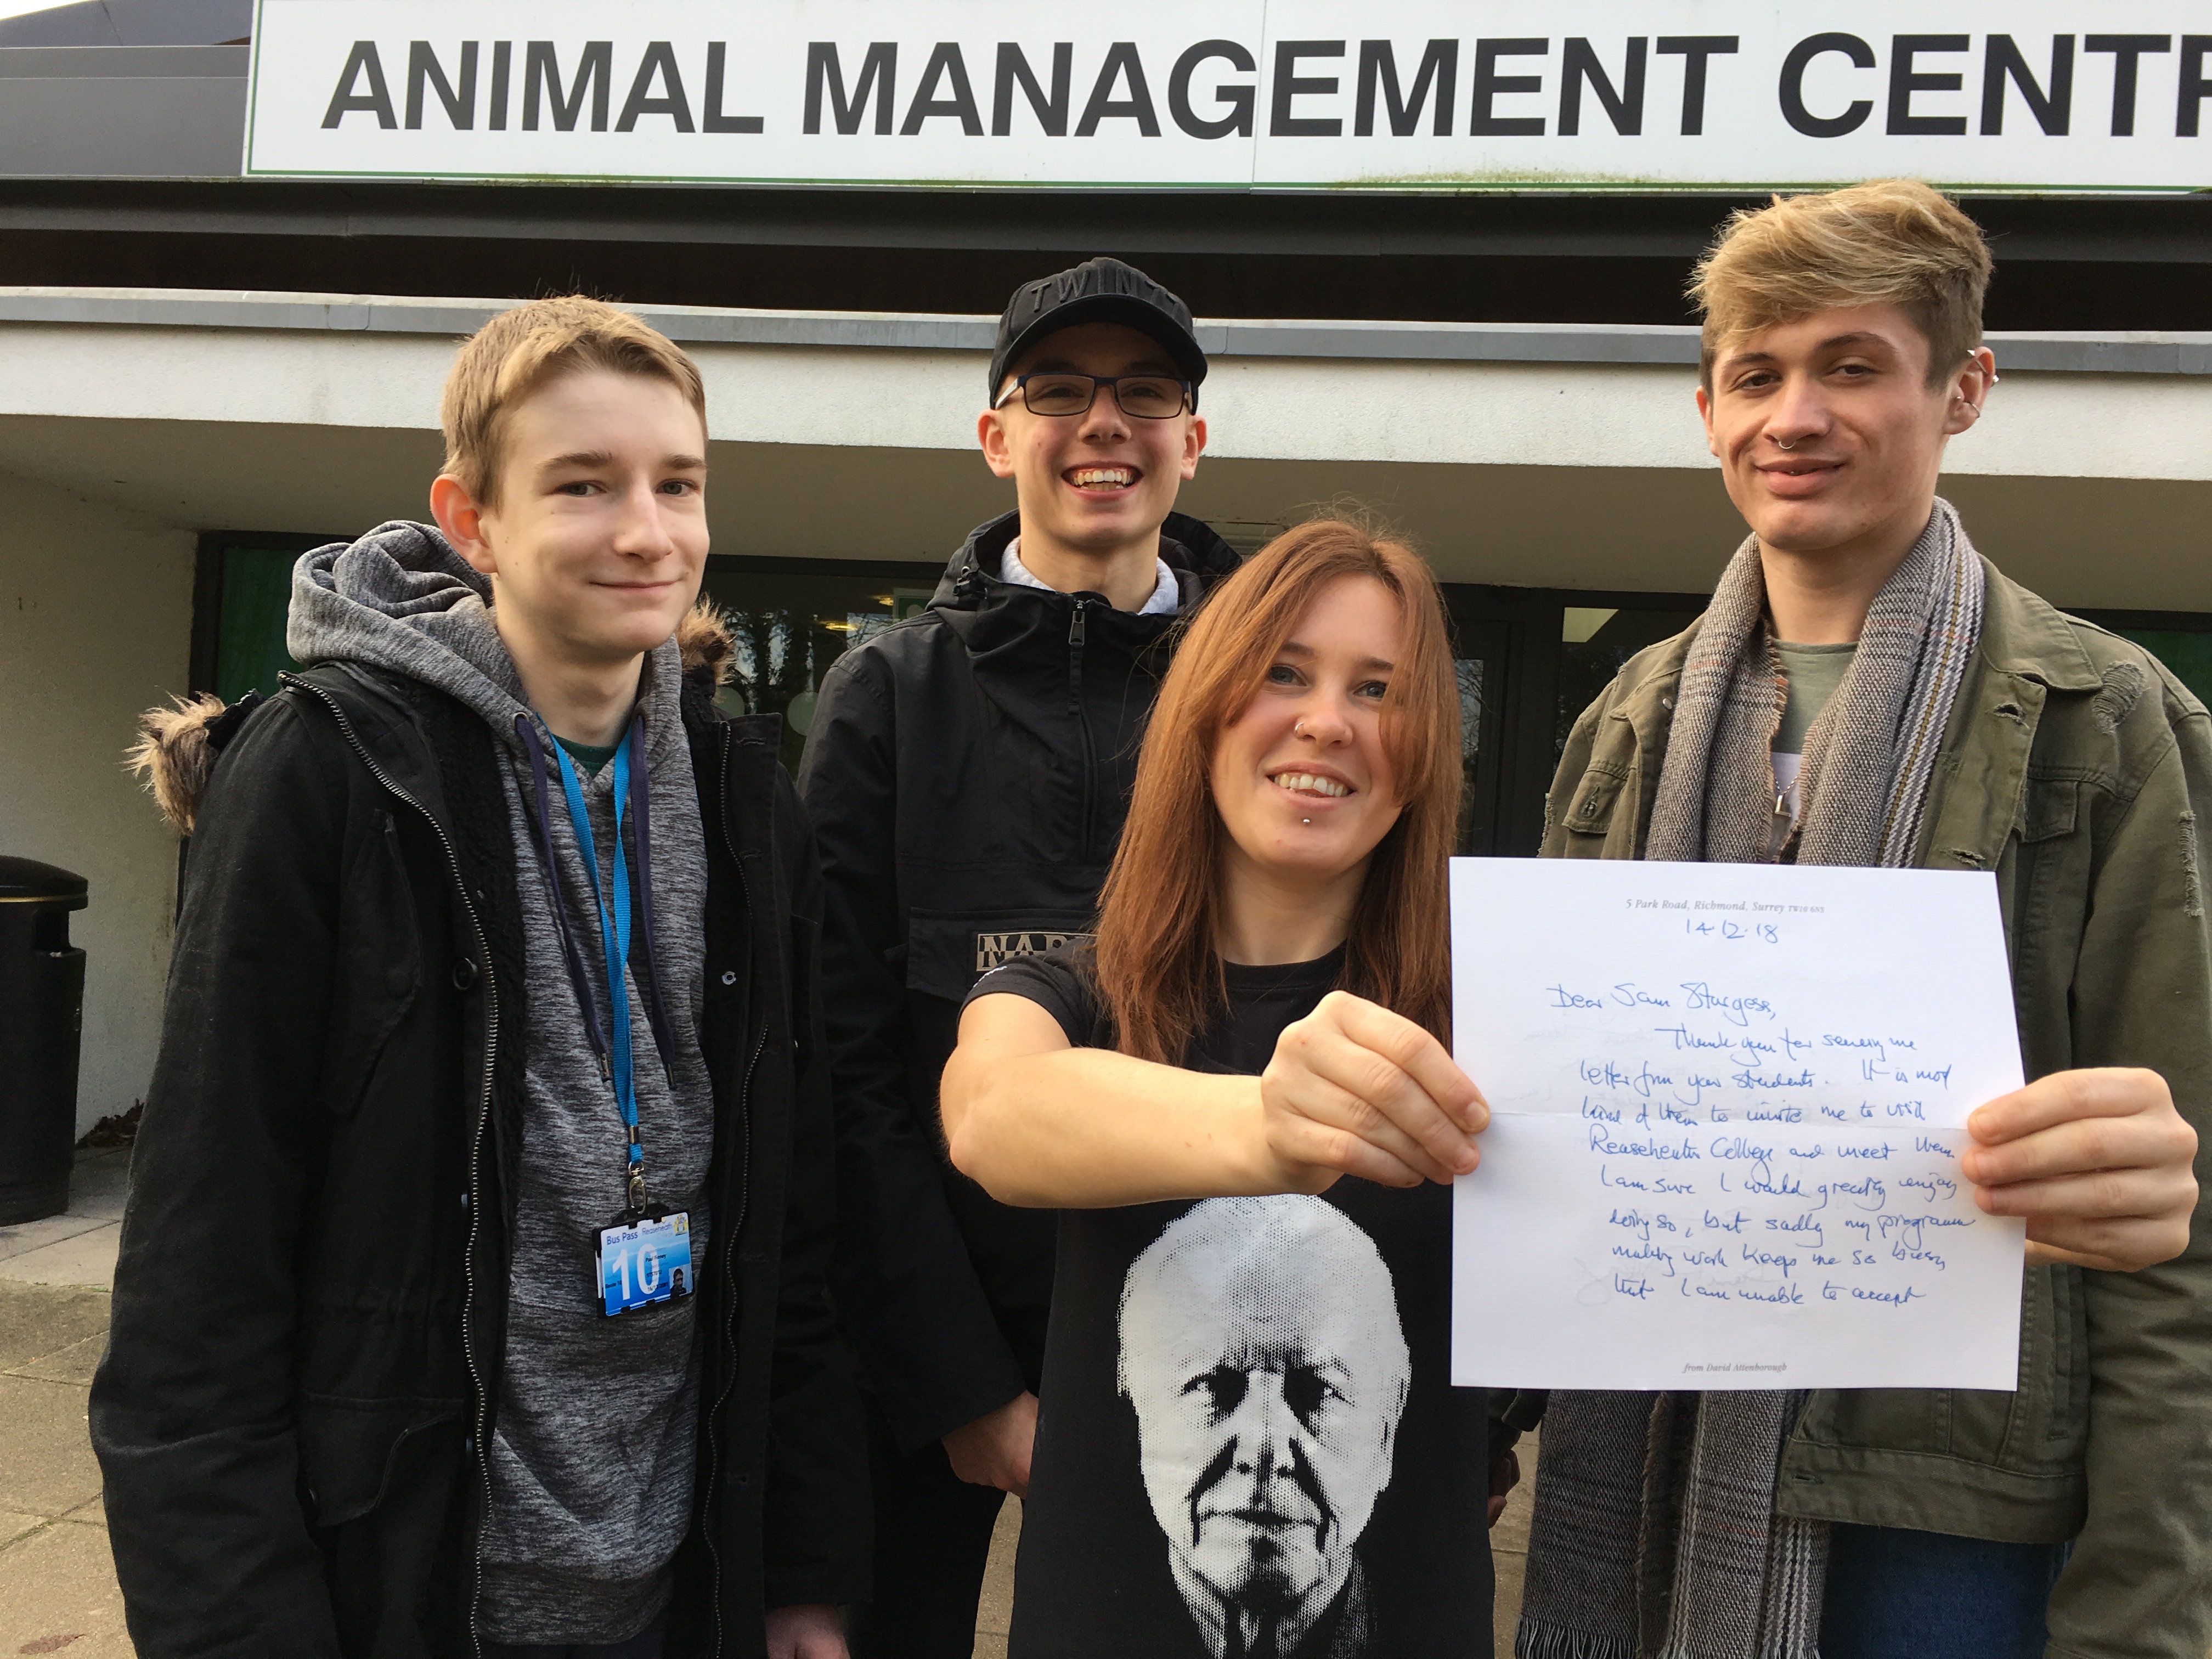 ANIMAL MANAGEMENT CENTR
TWINZZ
NAP
Bus Pass Reaseheath
10
5 Park Road, Richmond, Surrey TW10 6NS
14·12·18
Dear Sam Sturgess,
Thank you for sending me
letter from your students. It is most
kind of them to invite me to visit
Reaseheath College and meet them.
I am sure I would greatly enjoy
doing so, but sadly my programme
making work keeps me so busy
that I am unable to accept
from David Attenborough